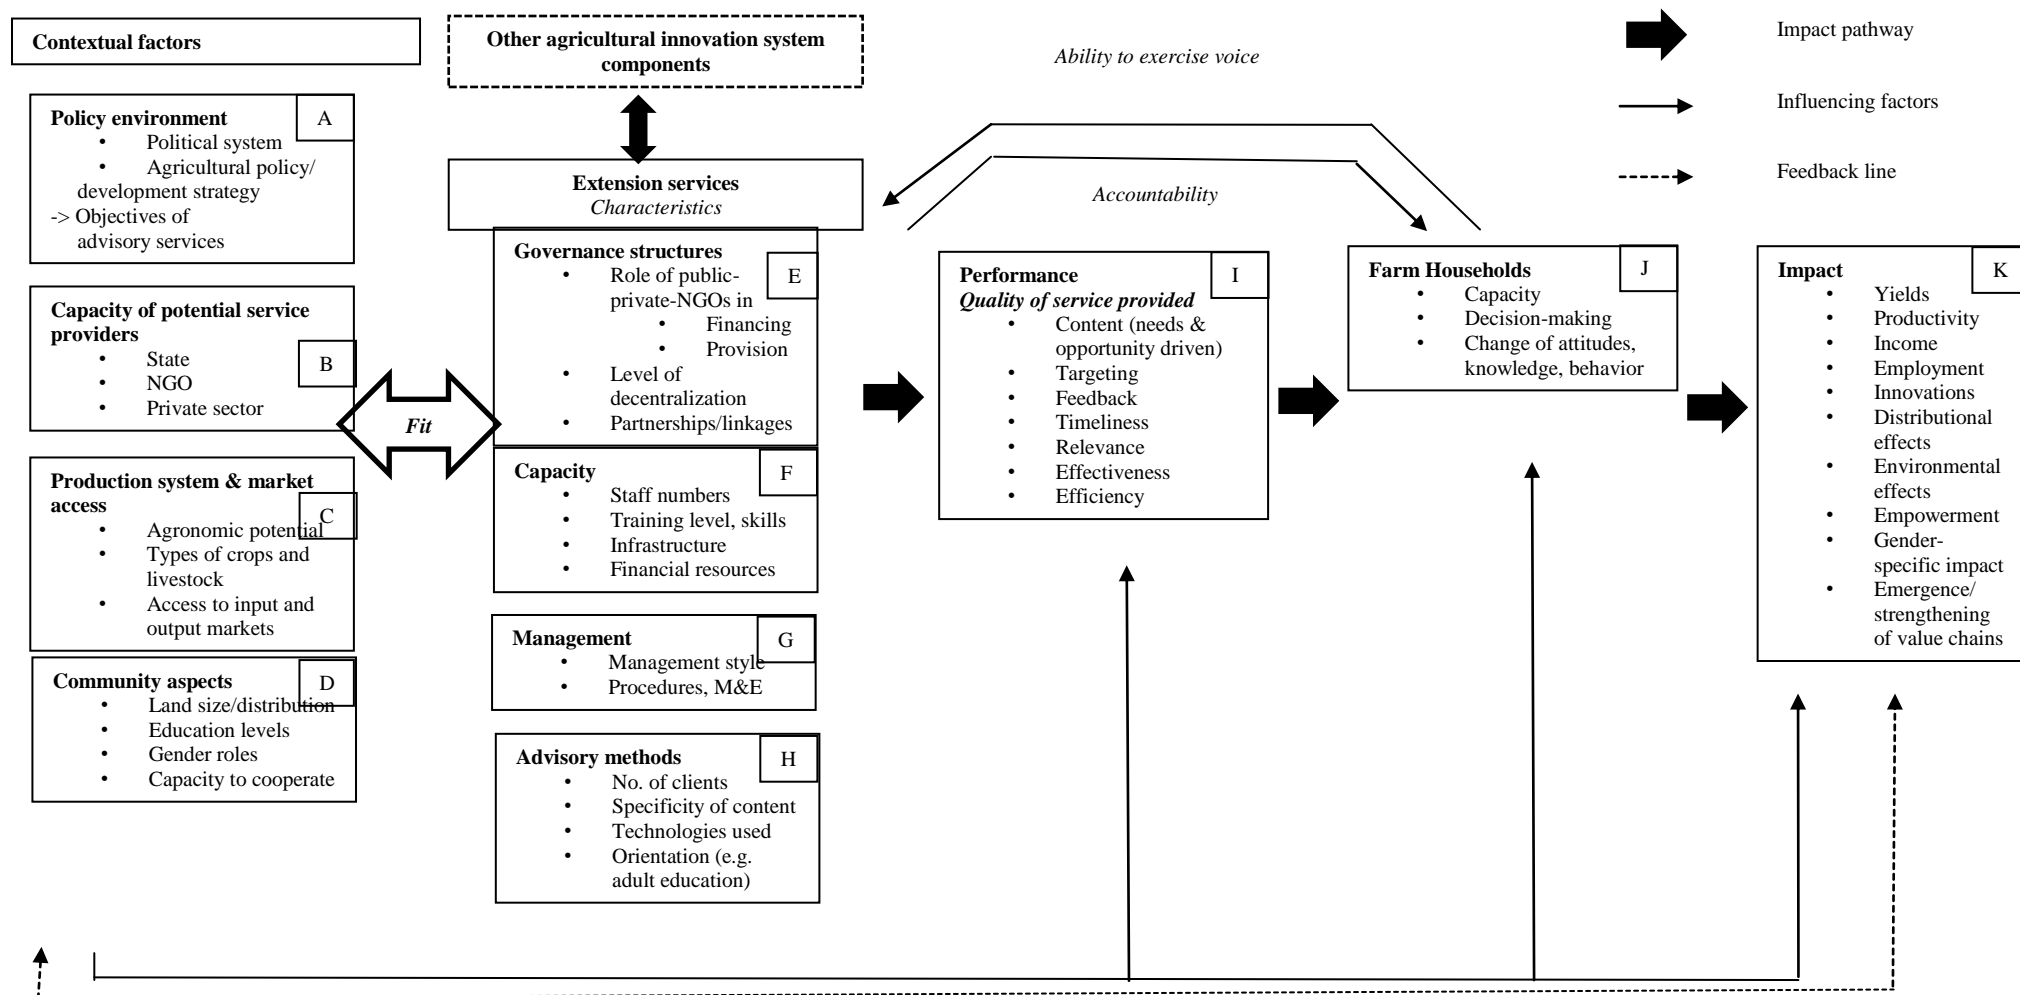 Contextual factors
Policy environment
A
• Political system
• Agricultural policy/
development strategy
-> Objectives of
advisory services
Capacity of potential service
providers
B
• State
• NGO
• Private sector
Production system & market
access
C
• Agronomic potential
• Types of crops and
livestock
• Access to input and
output markets
Community aspects
D
• Land size/distribution
• Education levels
• Gender roles
• Capacity to cooperate
Fit
Other agricultural innovation system
components
Extension services
Characteristics
Governance structures
E
• Role of public-
private-NGOs in
• Financing
• Provision
• Level of
decentralization
• Partnerships/linkages
Capacity
F
• Staff numbers
• Training level, skills
• Infrastructure
• Financial resources
Management
G
• Management style
• Procedures, M&E
Advisory methods
H
• No. of clients
• Specificity of content
• Technologies used
• Orientation (e.g.
adult education)
Ability to exercise voice
Accountability
Performance
I
Quality of service provided
• Content (needs &
opportunity driven)
• Targeting
• Feedback
• Timeliness
• Relevance
• Effectiveness
• Efficiency
Farm Households
J
• Capacity
• Decision-making
• Change of attitudes,
knowledge, behavior
Impact
K
• Yields
• Productivity
• Income
• Employment
• Innovations
• Distributional
effects
• Environmental
effects
• Empowerment
• Gender-
specific impact
• Emergence/
strengthening
of value chains
Impact pathway
Influencing factors
Feedback line